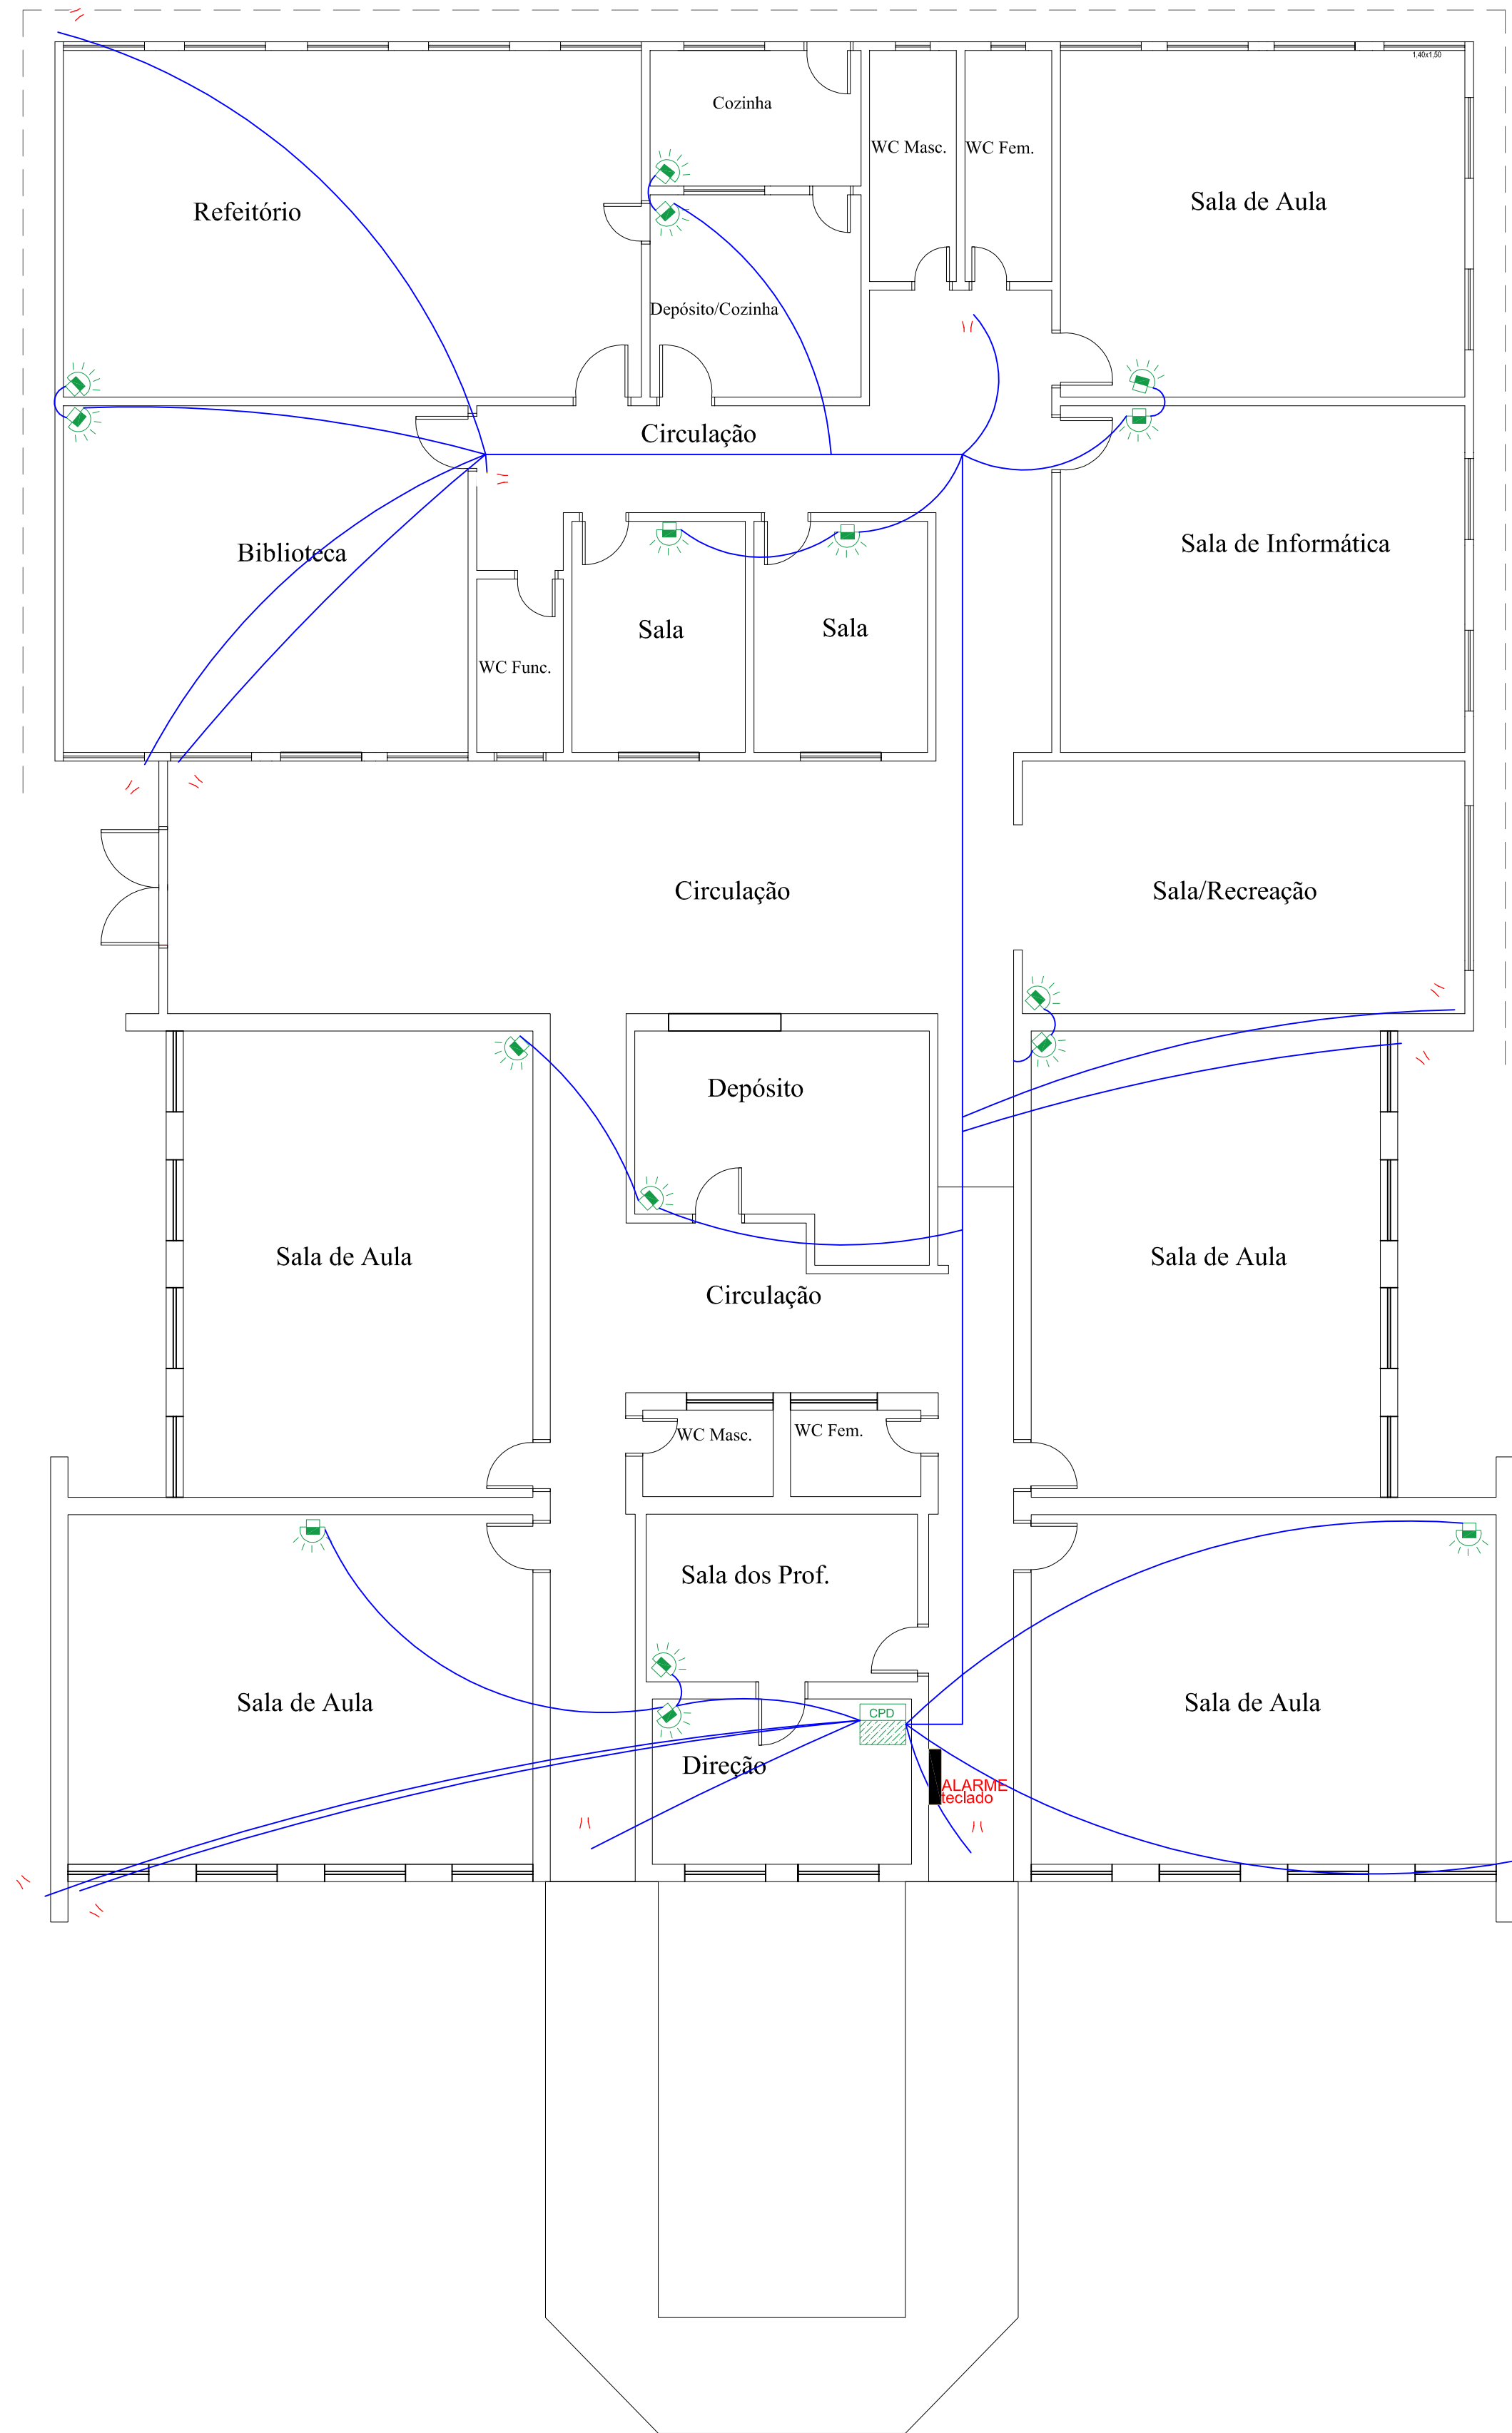 1,40x1,50
Cozinha
WC Masc.
WC Fem.
Refeitório
Sala de Aula
Depósito/Cozinha
Circulação
Biblioteca
Sala de Informática
Sala
Sala
WC Func.
Circulação
Sala/Recreação
Depósito
Sala de Aula
Sala de Aula
Circulação
WC Masc.
WC Fem.
Sala dos Prof.
Sala de Aula
Sala de Aula
CPD
Direção
ALARME
teclado